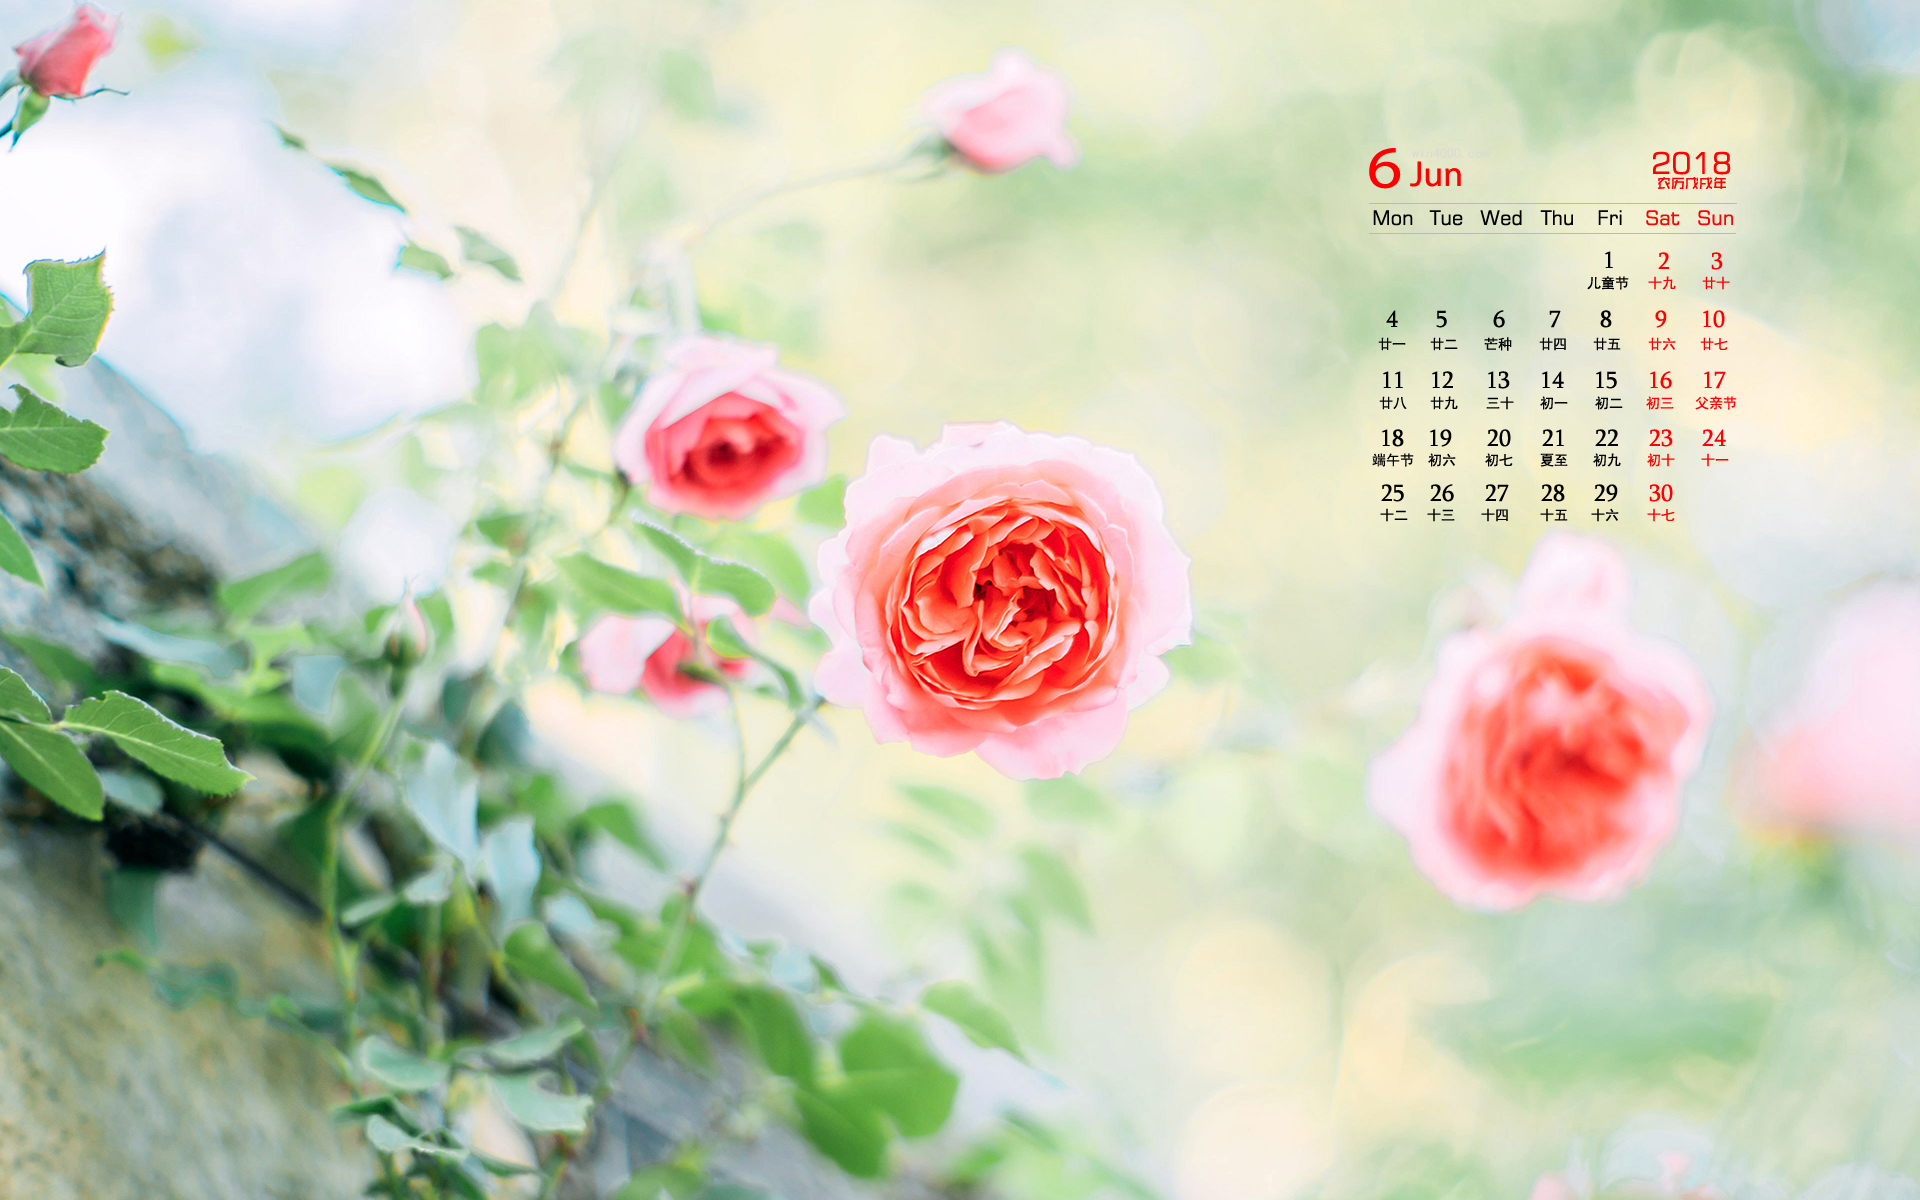 6 Jun 2018
农历戊戌年
Mon Tue Wed Thu Fri Sat Sun
1 2 3
儿童节 十九 廿十
4 5 6 7 8 9 10
廿一 廿二 芒种 廿四 廿五 廿六 廿七
11 12 13 14 15 16 17
廿八 廿九 三十 初一 初二 初三 父亲节
18 19 20 21 22 23 24
端午节 初六 初七 夏至 初九 初十 十一
25 26 27 28 29 30
十二 十三 十四 十五 十六 十七